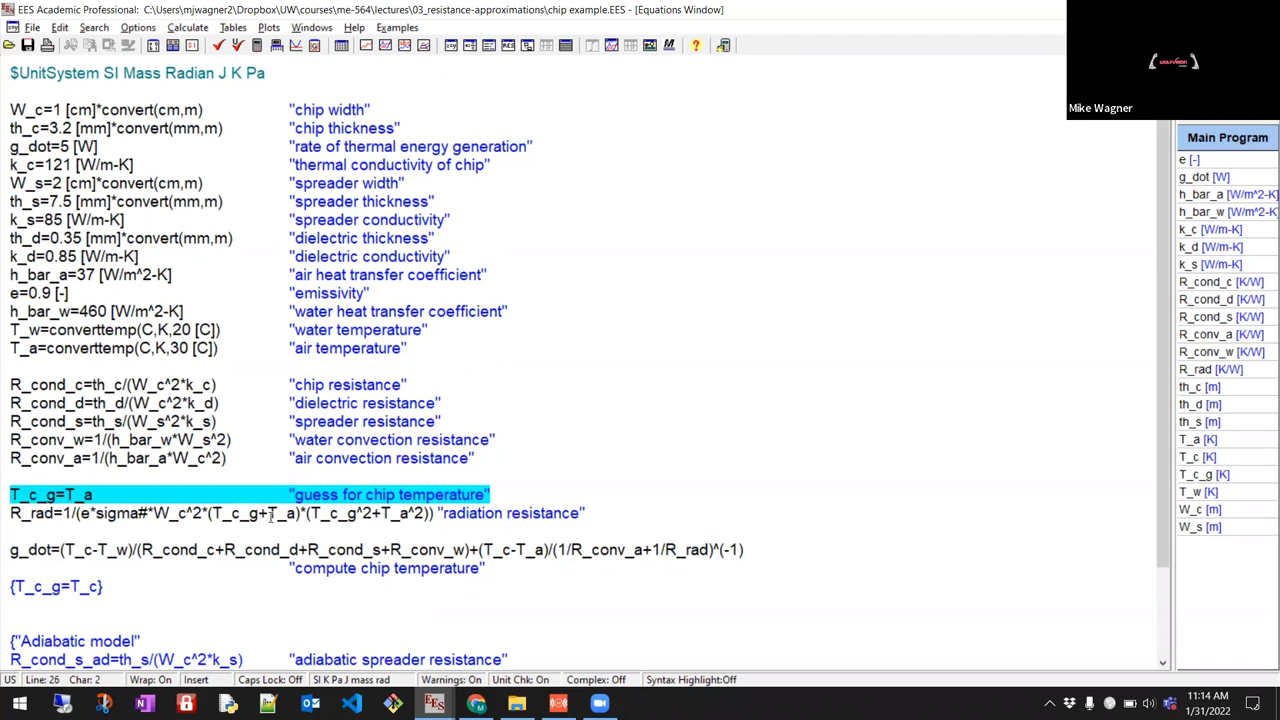 EES Academic Professional: C:\Users\mjwagner2\Dropbox\UW\courses\me-564\lectures\03_resistance-approximations\chip example.EES - [Equations Window]
File Edit Search Options Calculate Tables Plots Windows Help Examples
$UnitSystem SI Mass Radian J K Pa
W_c=1 [cm]*convert(cm,m) "chip width"
th_c=3.2 [mm]*convert(mm,m) "chip thickness"
g_dot=5 [W] "rate of thermal energy generation"
k_c=121 [W/m-K] "thermal conductivity of chip"
W_s=2 [cm]*convert(cm,m) "spreader width"
th_s=7.5 [mm]*convert(mm,m) "spreader thickness"
k_s=85 [W/m-K] "spreader conductivity"
th_d=0.35 [mm]*convert(mm,m) "dielectric thickness"
k_d=0.85 [W/m-K] "dielectric conductivity"
h_bar_a=37 [W/m^2-K] "air heat transfer coefficient"
e=0.9 [-] "emissivity"
h_bar_w=460 [W/m^2-K] "water heat transfer coefficient"
T_w=converttemp(C,K,20 [C]) "water temperature"
T_a=converttemp(C,K,30 [C]) "air temperature"
R_cond_c=th_c/(W_c^2*k_c) "chip resistance"
R_cond_d=th_d/(W_c^2*k_d) "dielectric resistance"
R_cond_s=th_s/(W_s^2*k_s) "spreader resistance"
R_conv_w=1/(h_bar_w*W_s^2) "water convection resistance"
R_conv_a=1/(h_bar_a*W_c^2) "air convection resistance"
T_c_g=T_a "guess for chip temperature"
R_rad=1/(e*sigma#*W_c^2*(T_c_g+T_a)*(T_c_g^2+T_a^2)) "radiation resistance"
g_dot=(T_c-T_w)/(R_cond_c+R_cond_d+R_cond_s+R_conv_w)+(T_c-T_a)/(1/R_conv_a+1/R_rad)^(-1)
"compute chip temperature"
{T_c_g=T_c}
{"Adiabatic model"
R_cond_s_ad=th_s/(W_c^2*k_s) "adiabatic spreader resistance"
WOLFVISION
Mike Wagner
Main Program
e [-]
g_dot [W]
h_bar_a [W/m^2-K]
h_bar_w [W/m^2-K]
k_c [W/m-K]
k_d [W/m-K]
k_s [W/m-K]
R_cond_c [K/W]
R_cond_d [K/W]
R_cond_s [K/W]
R_conv_a [K/W]
R_conv_w [K/W]
R_rad [K/W]
th_c [m]
th_d [m]
th_s [m]
T_a [K]
T_c [K]
T_c_g [K]
T_w [K]
W_c [m]
W_s [m]
US Line: 26 Char: 2 Wrap: On Insert Caps Lock: Off SI K Pa J mass rad Warnings: On Unit Chk: On Complex: Off Syntax Highlight:Off
EES
11:14 AM
1/31/2022